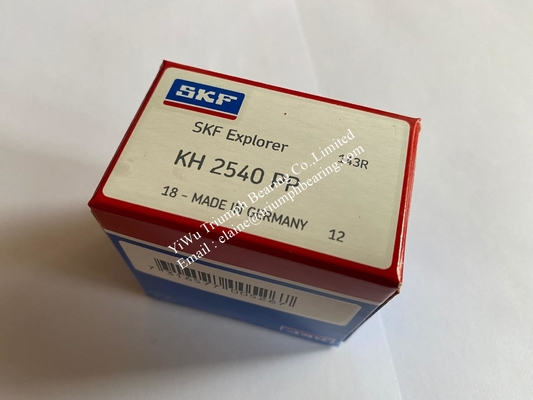 SKF
SKF Explorer
143R
KH 2540 PP
18 - MADE IN GERMANY
12
YiWu Triumph Bearing Co.,Limited
Email : elaine@triumphbearing.com